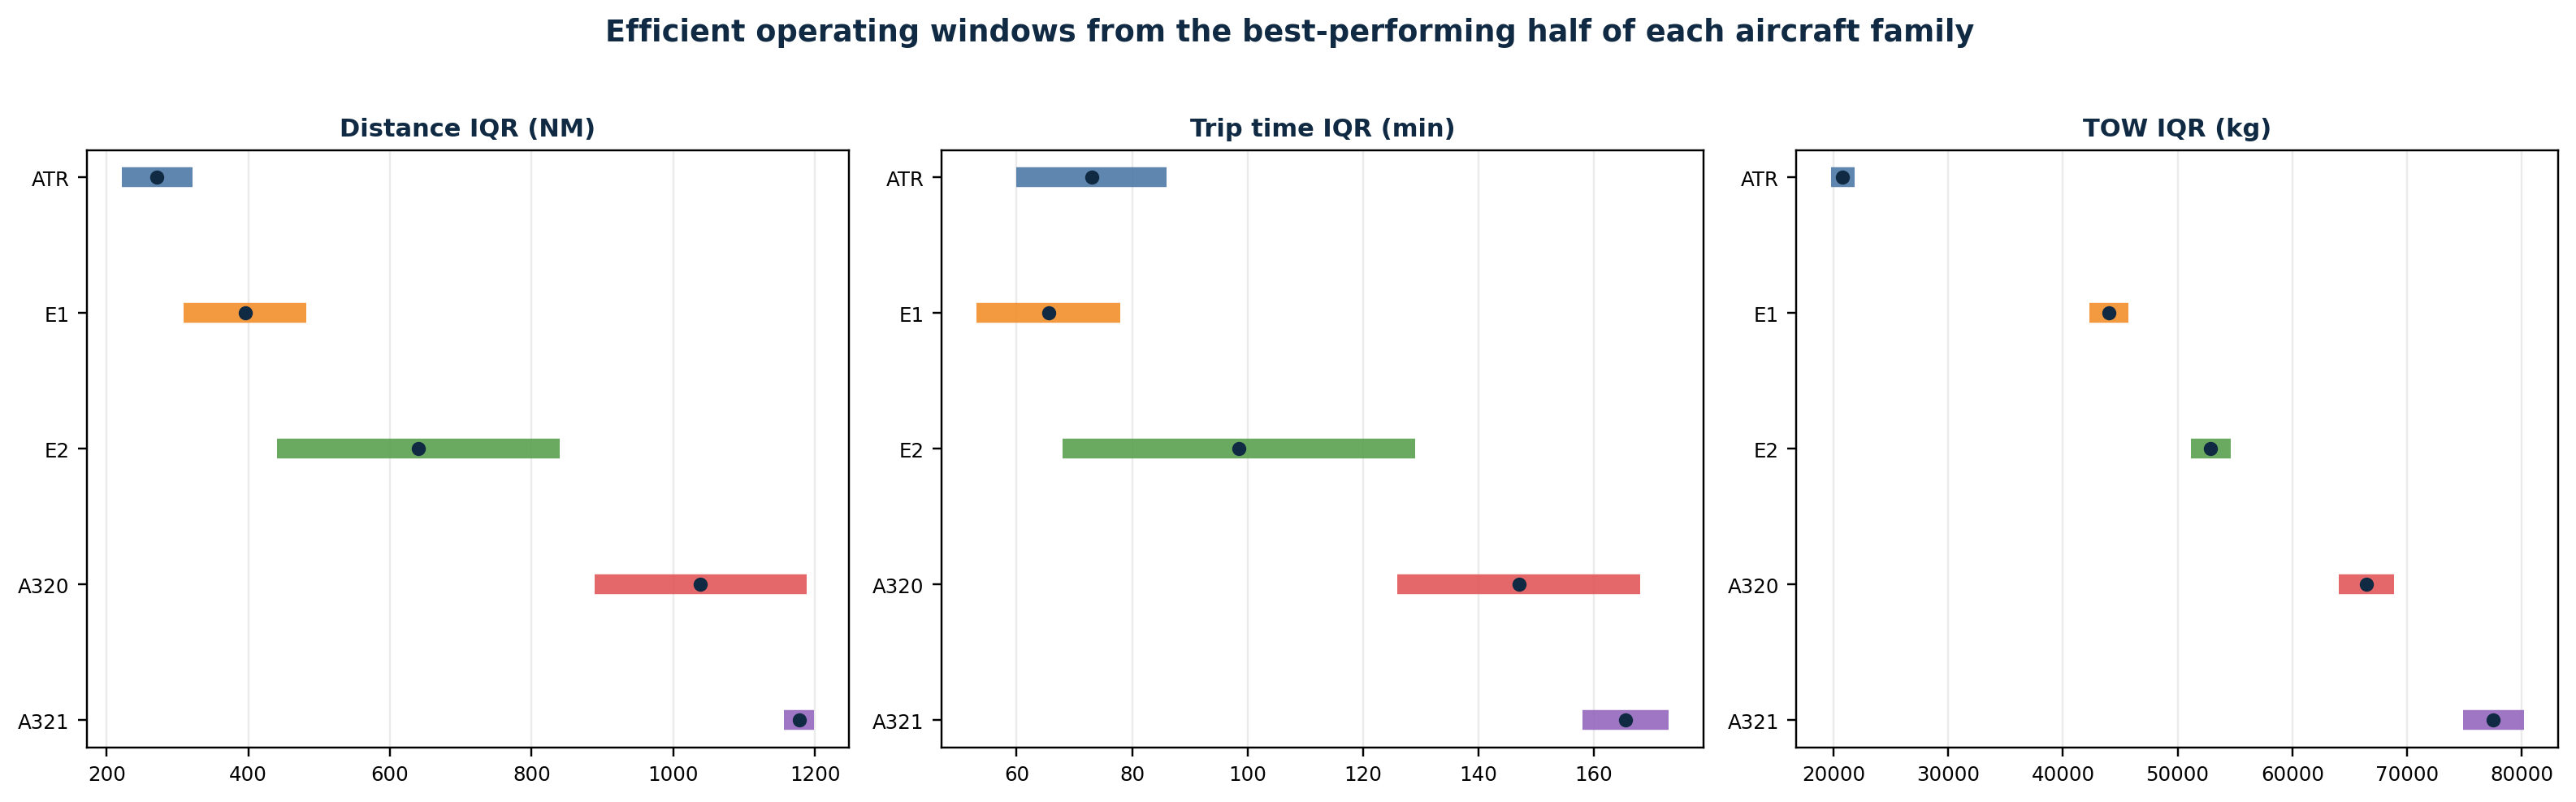 Efficient operating windows from the best-performing half of each aircraft family
Distance IQR (NM)
ATR
E1
E2
A320
A321
200 400 600 800 1000 1200
Trip time IQR (min)
ATR
E1
E2
A320
A321
60 80 100 120 140 160
TOW IQR (kg)
ATR
E1
E2
A320
A321
20000 30000 40000 50000 60000 70000 80000